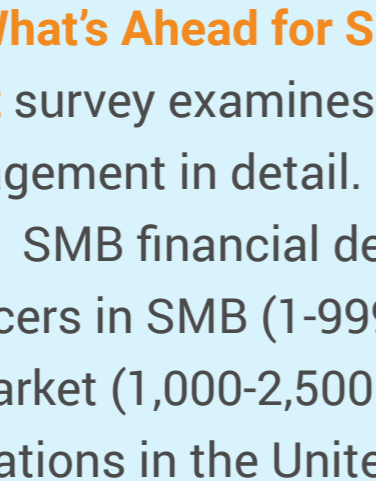 What's Ahead for S
survey examines
gement in detail.
SMB financial de
cers in SMB (1-999
arket (1,000-2,500
ations in the Unite